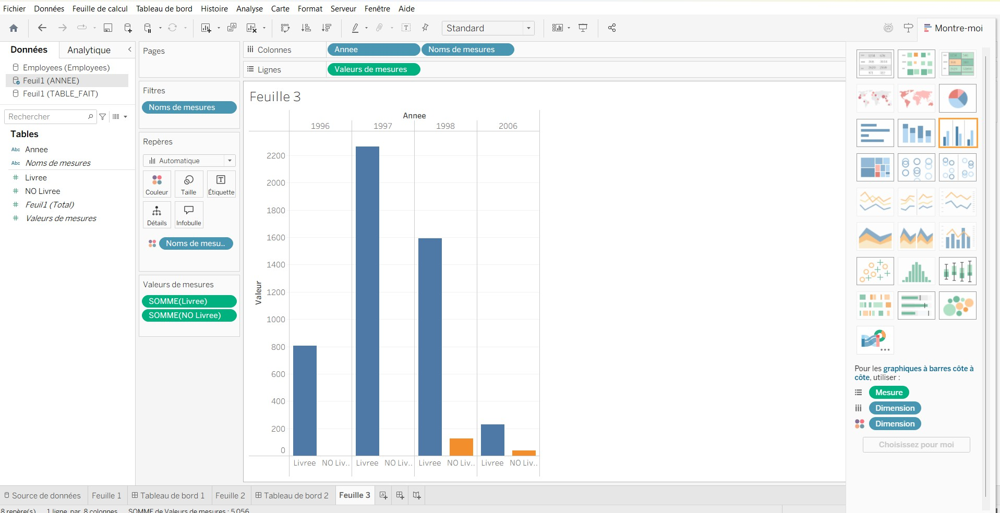 Fichier Données Feuille de calcul Tableau de bord Histoire Analyse Carte Format Serveur Fenêtre Aide
Standard
Montre-moi
Données Analytique
Employees (Employees)
Feuil1 (ANNEE)
Feuil1 (TABLE_FAIT)
Rechercher
Tables
Abc Annee
Abc Noms de mesures
# Livree
# NO Livree
# Feuil1 (Total)
# Valeurs de mesures
Pages
Filtres
Noms de mesures
Repères
Automatique
Couleur Taille Étiquette
Détails Infobulle
Noms de mesu..
Valeurs de mesures
SOMME(Livree)
SOMME(NO Livree)
Colonnes Annee Noms de mesures
Lignes Valeurs de mesures
Feuille 3
Annee
1996 1997 1998 2006
Valeur
2200
2000
1800
1600
1400
1200
1000
800
600
400
200
0
Livree NO Liv.. Livree NO Liv.. Livree NO Liv.. Livree NO Liv..
Pour les graphiques à barres côte à
côte, utiliser :
Mesure
Dimension
Dimension
Choisissez pour moi
Source de données Feuille 1 Tableau de bord 1 Feuille 2 Tableau de bord 2 Feuille 3
8 repère(s) 1 ligne par 8 colonnes SOMME de Valeurs de mesures : 5 056